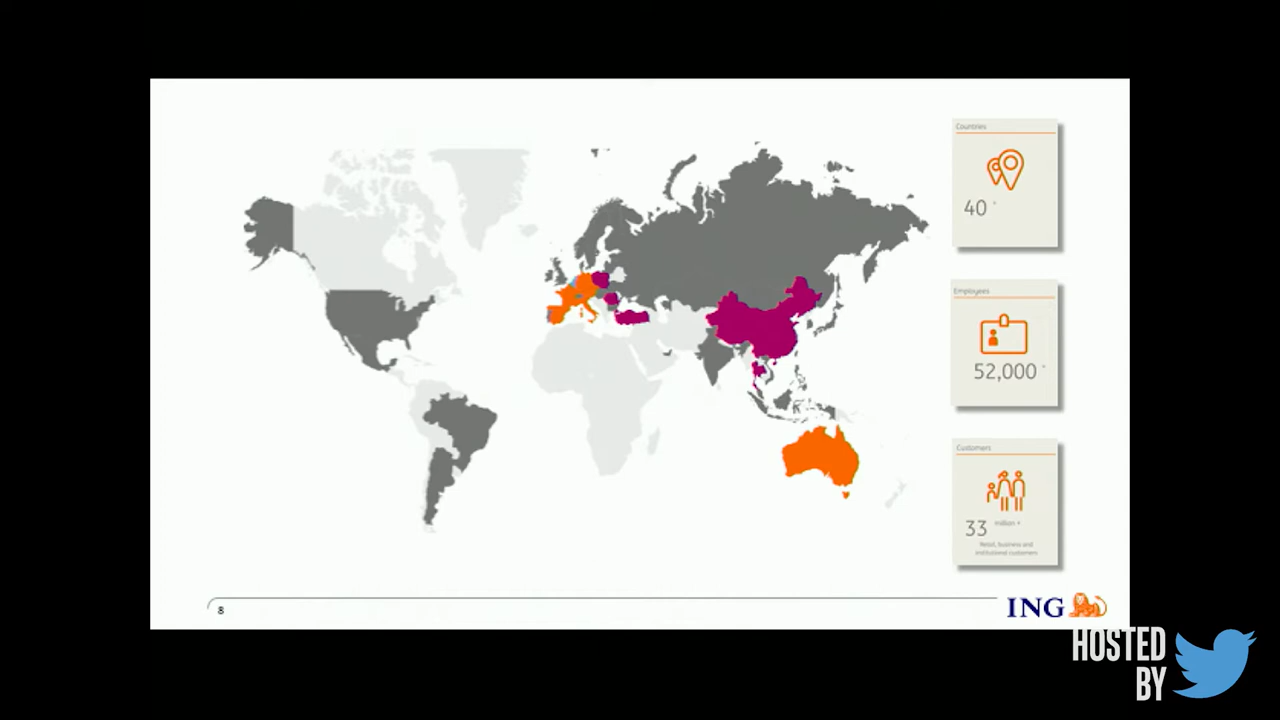 Countries
40 *
Employees
52,000 *
Customers
33 million *
Retail, business and
institutional customers
8
ING
HOSTED
BY